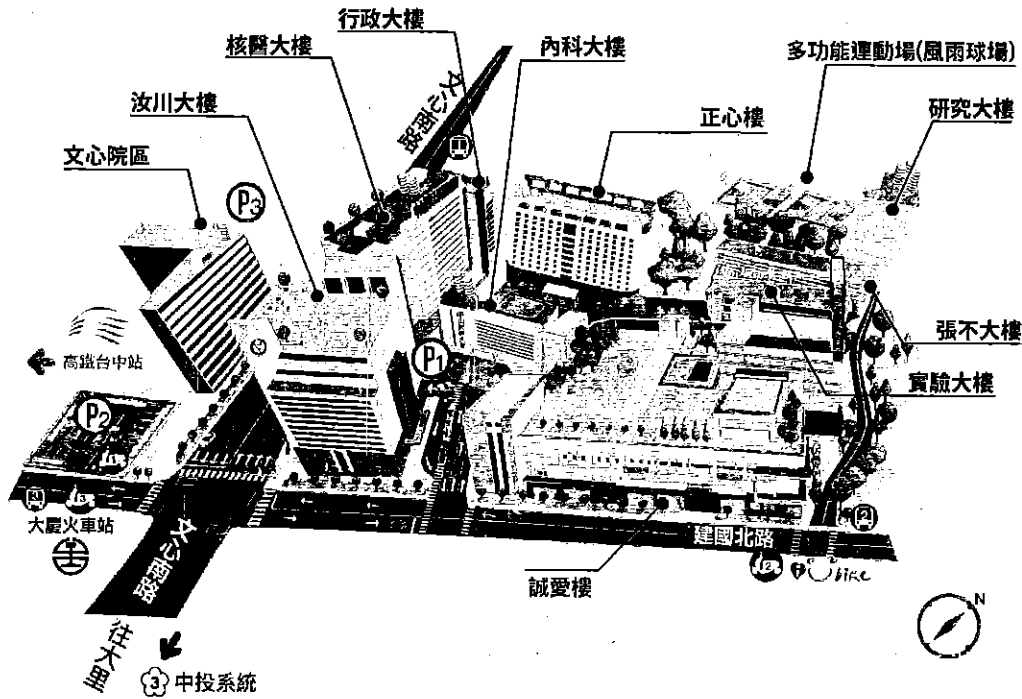 行政大樓
核醫大樓
內科大樓
多功能運動場(風雨球場)
汝川大樓
正心樓
研究大樓
文心院區
文心南路
P3
高鐵台中站
P1
張不大樓
實驗大樓
P2
大慶火車站
文心南路
建國北路
2
bike
誠愛樓
往大里
N
3 中投系統